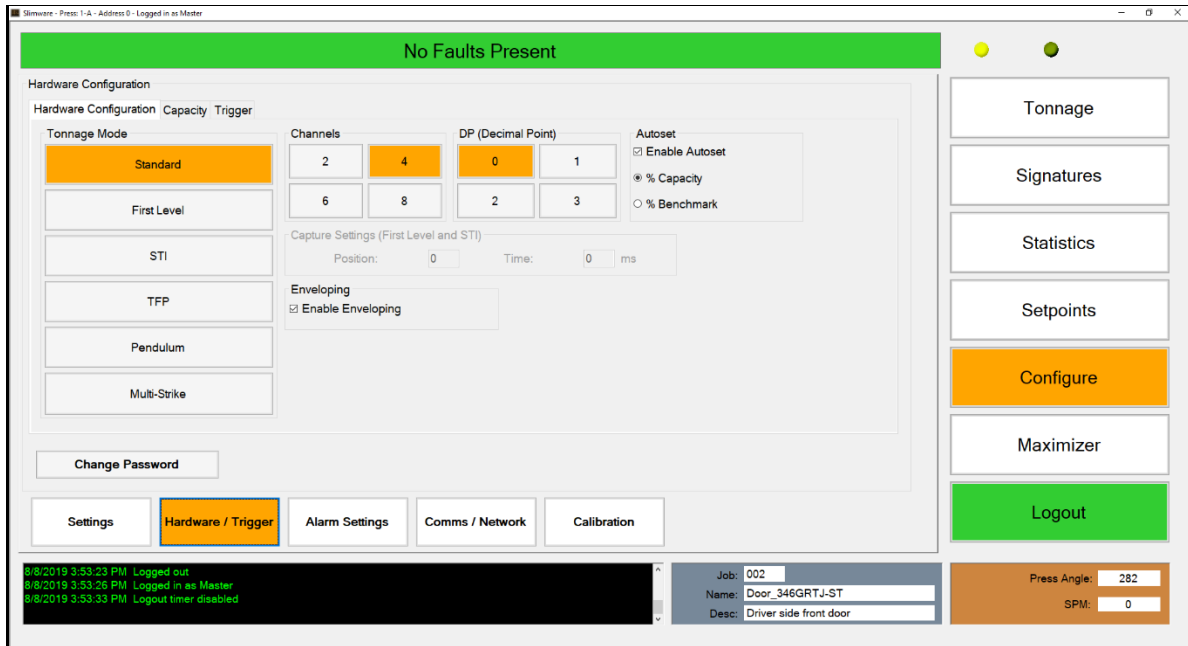 Slimware - Press: 1-A - Address 0 - Logged in as Master
No Faults Present
Hardware Configuration
Hardware Configuration Capacity Trigger
Tonnage Mode
Standard
First Level
STI
TFP
Pendulum
Multi-Strike
Channels
2 4
6 8
DP (Decimal Point)
0 1
2 3
Autoset
Enable Autoset
% Capacity
% Benchmark
Capture Settings (First Level and STI)
Position: 0 Time: 0 ms
Enveloping
Enable Enveloping
Change Password
Settings Hardware / Trigger Alarm Settings Comms / Network Calibration
Tonnage
Signatures
Statistics
Setpoints
Configure
Maximizer
Logout
8/8/2019 3:53:23 PM Logged out
8/8/2019 3:53:26 PM Logged in as Master
8/8/2019 3:53:33 PM Logout timer disabled
Job: 002
Name: Door_346GRTJ-ST
Desc: Driver side front door
Press Angle: 282
SPM: 0